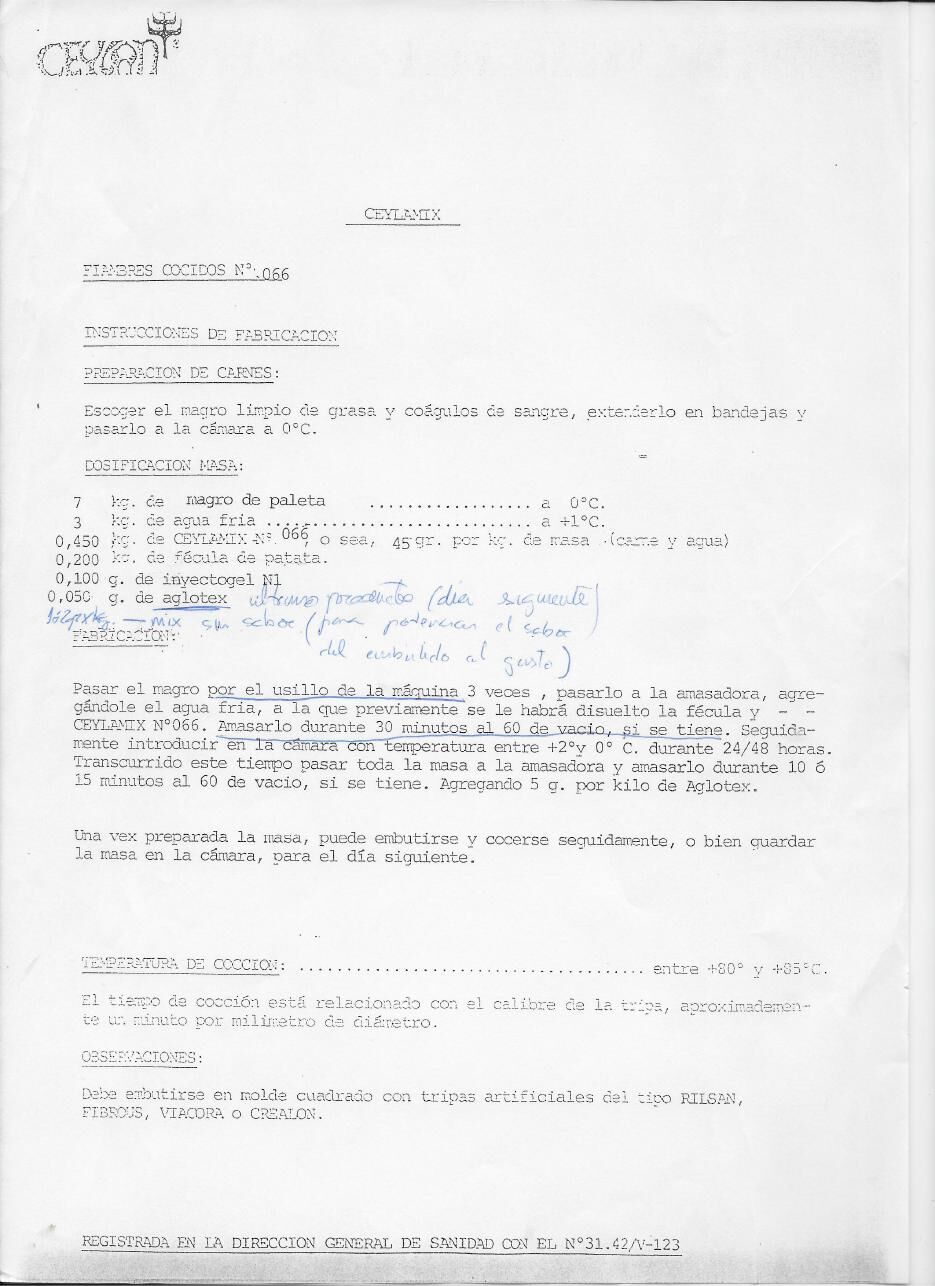 CEYLAN
CEYLAMIX
FIAMBRES COCIDOS Nº.066
INSTRUCCIONES DE FABRICACION
PREPARACION DE CARNES:
Escoger el magro limpio de grasa y coágulos de sangre, extenderlo en bandejas y
pasarlo a la cámara a 0ºC.
DOSIFICACION MASA:
7 kg. de magro de paleta .................. a 0ºC.
3 kg. de agua fria .............................. a +1ºC.
0,450 kg. de CEYLAMIX Nº. 066, o sea, 45 gr. por kg. de masa (carne y agua)
0,200 kg. de fécula de patata.
0,100 g. de inyectogel N1
0,050 g. de aglotex ultimo producto (dia siguiente)
— mix sin sabor (para potenciar el sabor
FABRICACION:
del embutido al gusto)
Pasar el magro por el usillo de la máquina 3 veces , pasarlo a la amasadora, agre-
gándole el agua fria, a la que previamente se le habrá disuelto la fécula y - -
CEYLAMIX Nº066. Amasarlo durante 30 minutos al 60 de vacio, si se tiene. Seguida-
mente introducir en la cámara con temperatura entre +2ºy 0º C. durante 24/48 horas.
Transcurrido este tiempo pasar toda la masa a la amasadora y amasarlo durante 10 ó
15 minutos al 60 de vacio, si se tiene. Agregando 5 g. por kilo de Aglotex.
Una vex preparada la masa, puede embutirse y cocerse seguidamente, o bien guardar
la masa en la cámara, para el día siguiente.
TEMPERATURA DE COCCION: ..................................... entre +80º y +85ºC.
El tiempo de cocción está relacionado con el calibre de la tripa, aproximademen-
te un minuto por milimetro de diámetro.
OBSERVACIONES:
Debe embutirse en molde cuadrado con tripas artificiales del tipo RILSAN,
FIBROUS, VIACORA o CREALON.
REGISTRADA EN LA DIRECCION GENERAL DE SANIDAD CON EL Nº31.42/V-123